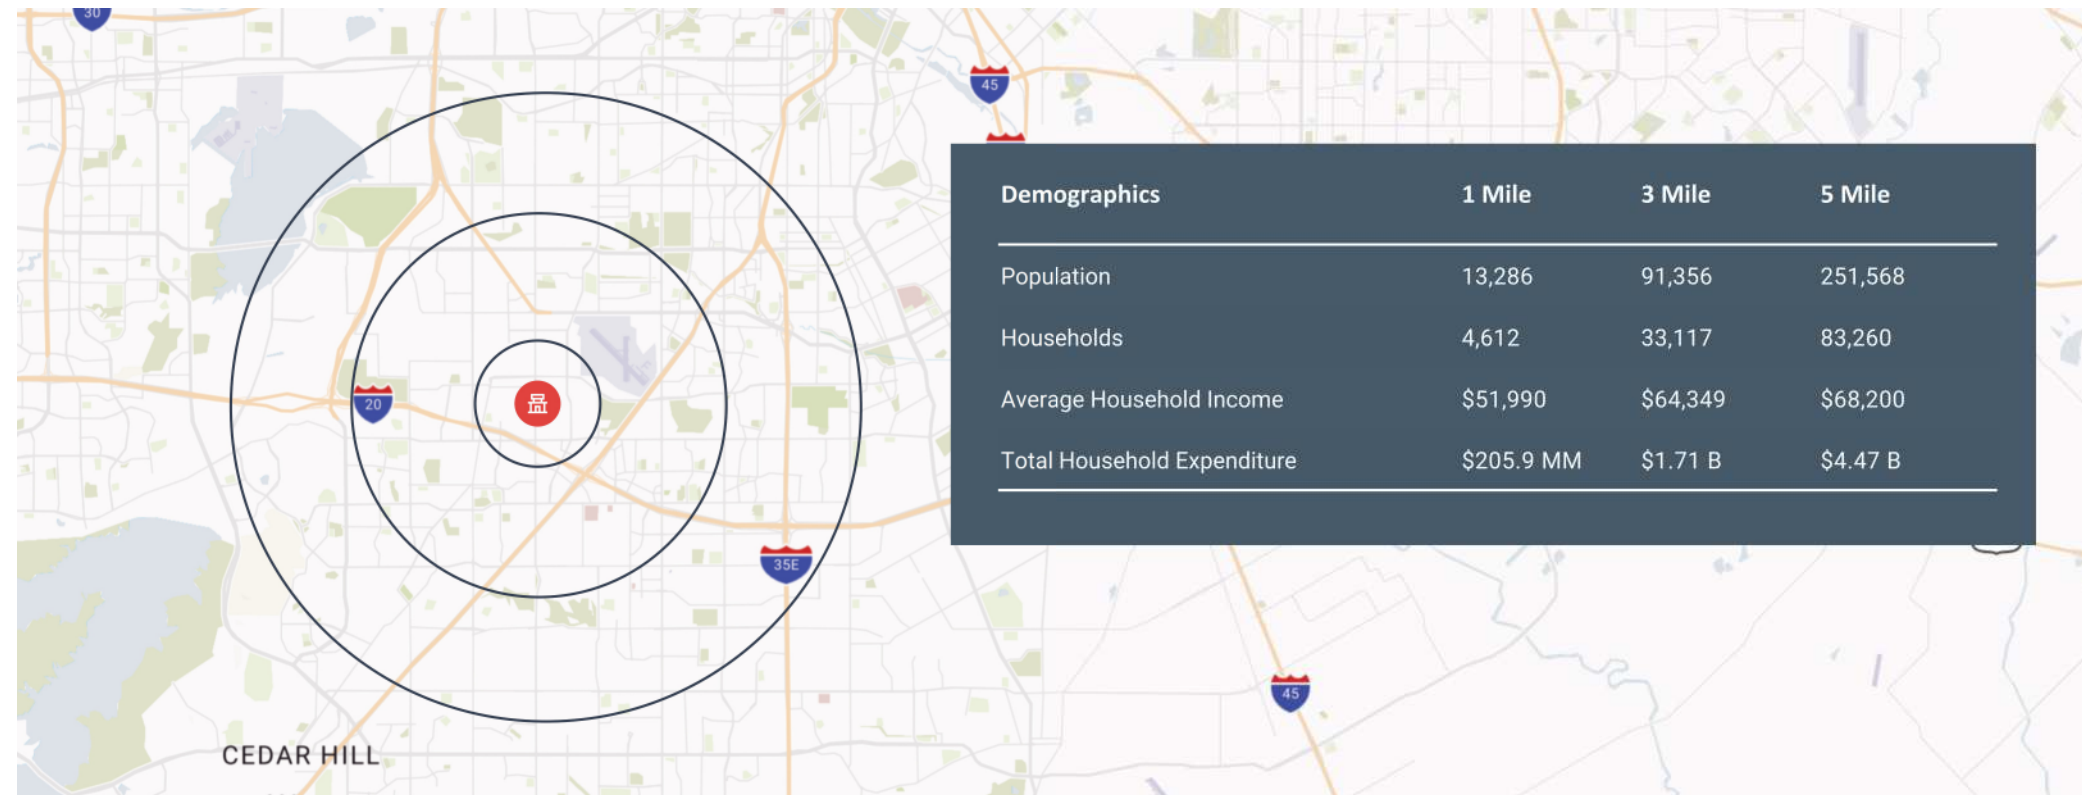 30
45
20
35E
45
CEDAR HILL
Demographics 1 Mile 3 Mile 5 Mile
Population 13,286 91,356 251,568
Households 4,612 33,117 83,260
Average Household Income $51,990 $64,349 $68,200
Total Household Expenditure $205.9 MM $1.71 B $4.47 B